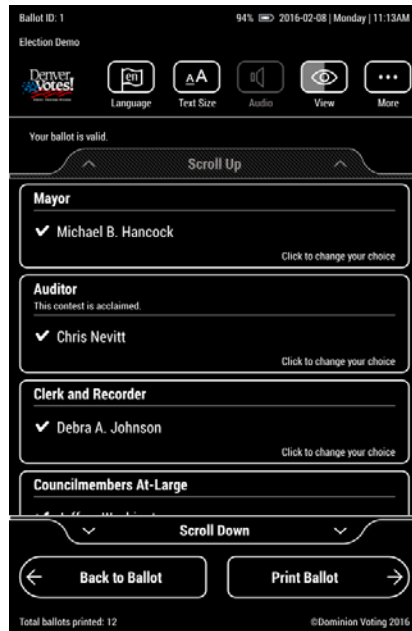 Ballot ID: 1
94% 2016-02-08 | Monday | 11:13AM
Election Demo
Denver Votes!
en
AA
Language
Text Size
Audio
View
More
Your ballot is valid.
Scroll Up
Mayor
Michael B. Hancock
Click to change your choice
Auditor
This contest is acclaimed.
Chris Nevitt
Click to change your choice
Clerk and Recorder
Debra A. Johnson
Click to change your choice
Councilmembers At-Large
Scroll Down
Back to Ballot
Print Ballot
Total ballots printed: 12
©Dominion Voting 2016